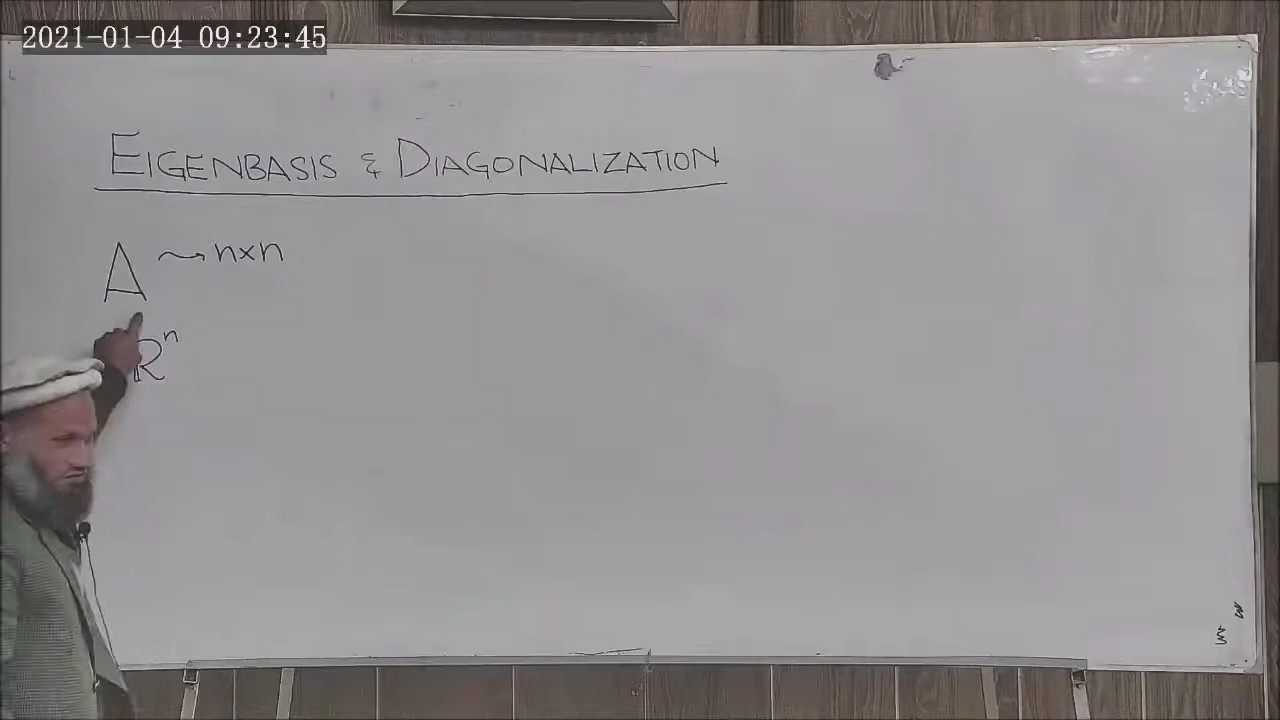 2021-01-04 09:23:45
EIGENBASIS & DIAGONALIZATION
A ⤳ n×n
R^n